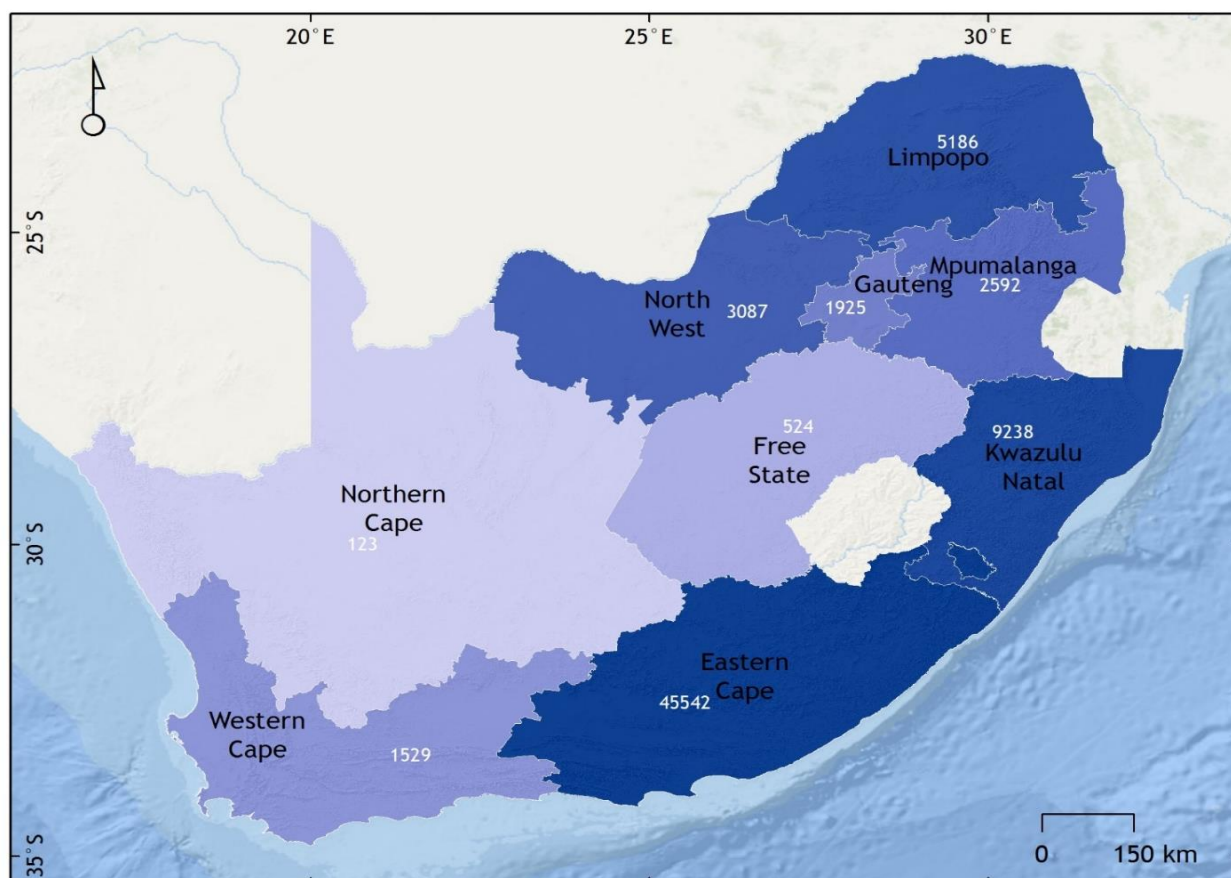 20°E
25°E
30°E
5186
Limpopo
25°S
Mpumalanga
Gauteng
2592
North
West
3087
1925
524
Free
State
9238
Kwazulu
Natal
Northern
Cape
123
30°S
Eastern
Cape
45542
Western
Cape
1529
35°S
0
150 km